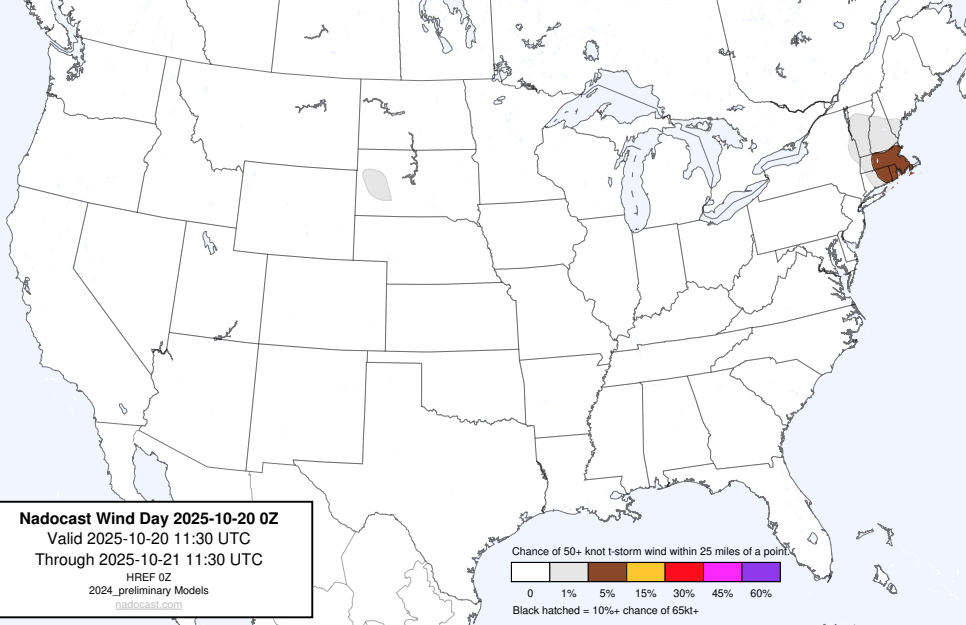 Nadocast Wind Day 2025-10-20 0Z
Valid 2025-10-20 11:30 UTC
Through 2025-10-21 11:30 UTC
HREF 0Z
2024_preliminary Models
nadocast.com
Chance of 50+ knot t-storm wind within 25 miles of a point.
0 1% 5% 15% 30% 45% 60%
Black hatched = 10%+ chance of 65kt+